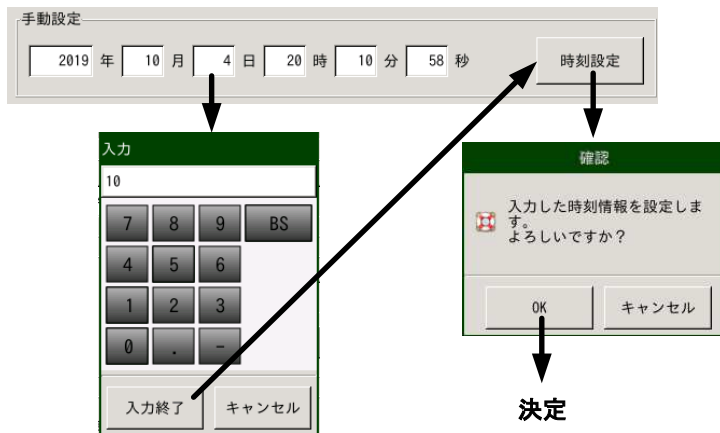 手動設定
2019 年 10 月 4 日 20 時 10 分 58 秒 時刻設定
入力
10
7 8 9 BS
4 5 6
1 2 3
0 . -
入力終了 キャンセル
確認
入力した時刻情報を設定しま
す。
よろしいですか？
OK キャンセル
決定